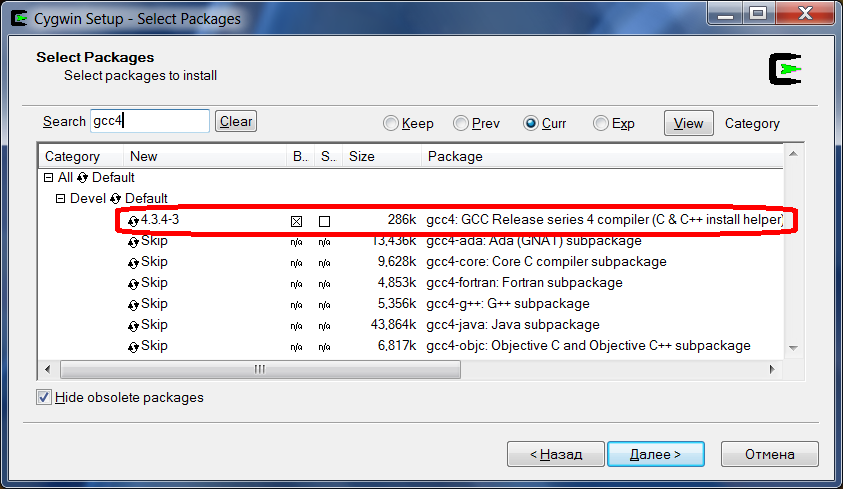 Cygwin Setup - Select Packages
Select Packages
Select packages to install
Search gcc4 Clear Keep Prev Curr Exp View Category
Category New B.. S.. Size Package
All Default
Devel Default
4.3.4-3 286k gcc4: GCC Release series 4 compiler (C & C++ install helper)
Skip n/a n/a 13,436k gcc4-ada: Ada (GNAT) subpackage
Skip n/a n/a 9,628k gcc4-core: Core C compiler subpackage
Skip n/a n/a 4,853k gcc4-fortran: Fortran subpackage
Skip n/a n/a 5,356k gcc4-g++: G++ subpackage
Skip n/a n/a 43,864k gcc4-java: Java subpackage
Skip n/a n/a 6,817k gcc4-objc: Objective C and Objective C++ subpackage
Hide obsolete packages
< Назад Далее > Отмена